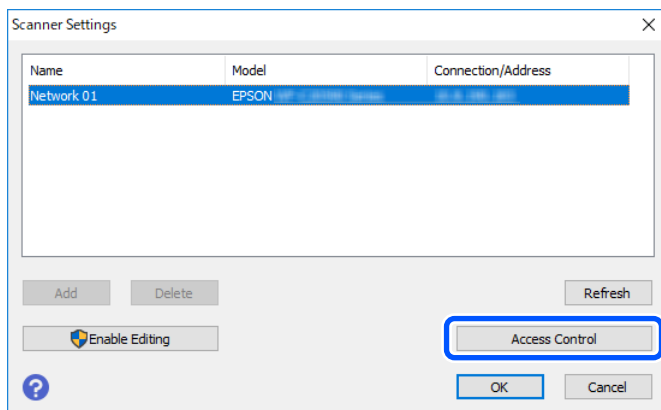 Scanner Settings
Name Model Connection/Address
Network 01 EPSON
Add Delete Refresh
Enable Editing Access Control
? OK Cancel